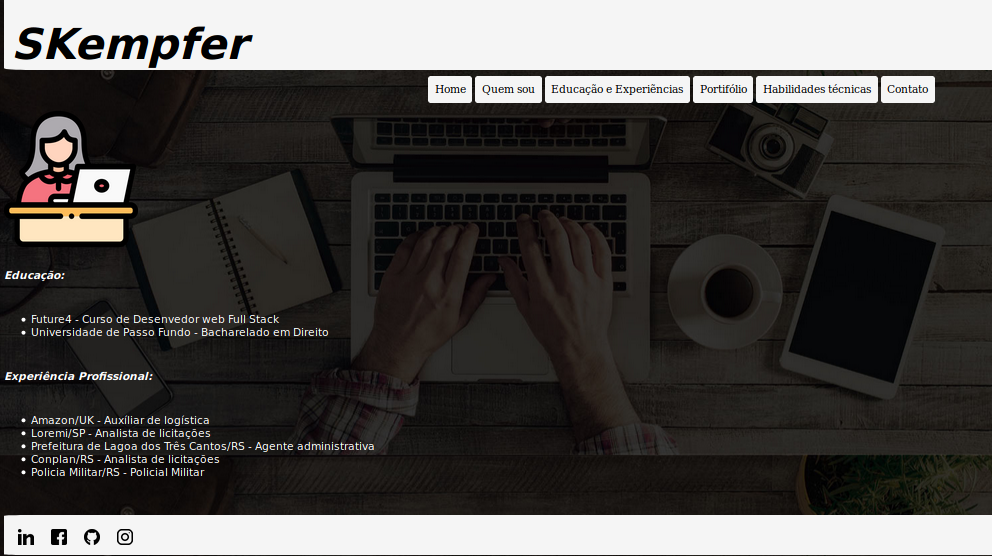 SKempfer
Home Quem sou Educação e Experiências Portifólio Habilidades técnicas Contato
Educação:
Future4 - Curso de Desenvedor web Full Stack
Universidade de Passo Fundo - Bacharelado em Direito
Experiência Profissional:
Amazon/UK - Auxíliar de logística
Loremi/SP - Analista de licitações
Prefeitura de Lagoa dos Três Cantos/RS - Agente administrativa
Conplan/RS - Analista de licitações
Policia Militar/RS - Policial Militar